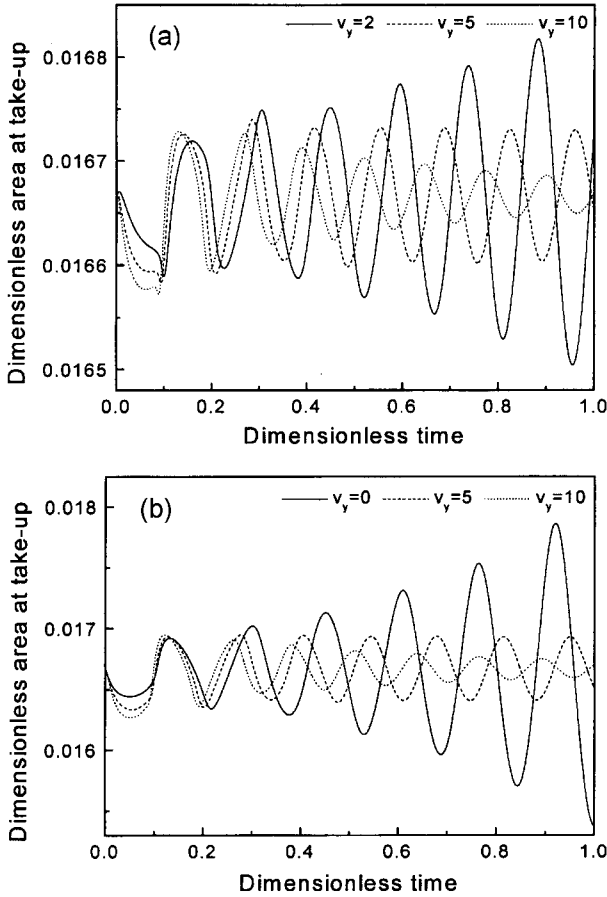 (a)
v_y=2 v_y=5 v_y=10
Dimensionless area at take-up
0.0168
0.0167
0.0166
0.0165
0.0 0.2 0.4 0.6 0.8 1.0
Dimensionless time
(b)
v_y=0 v_y=5 v_y=10
Dimensionless area at take-up
0.018
0.017
0.016
0.0 0.2 0.4 0.6 0.8 1.0
Dimensionless time